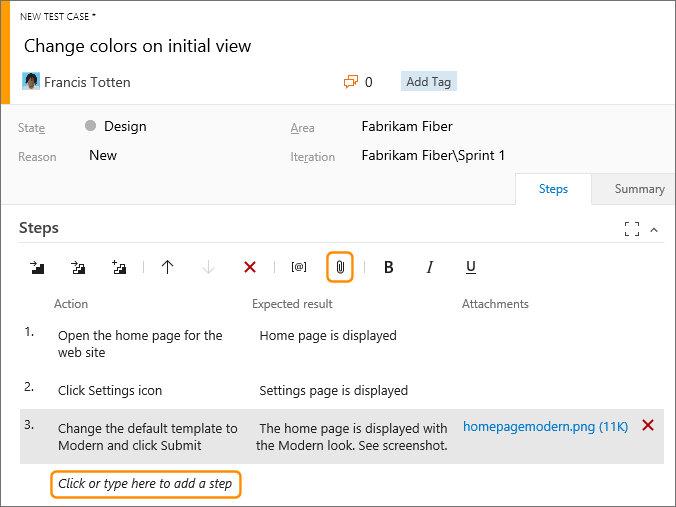 NEW TEST CASE *
Change colors on initial view
Francis Totten
0
Add Tag
State
Design
Area
Fabrikam Fiber
Reason
New
Iteration
Fabrikam Fiber\Sprint 1
Steps
Summary
Steps
[@]
B
I
U
Action
Expected result
Attachments
1.
Open the home page for the
web site
Home page is displayed
2.
Click Settings icon
Settings page is displayed
3.
Change the default template to
Modern and click Submit
The home page is displayed with
the Modern look. See screenshot.
homepagemodern.png (11K)
Click or type here to add a step